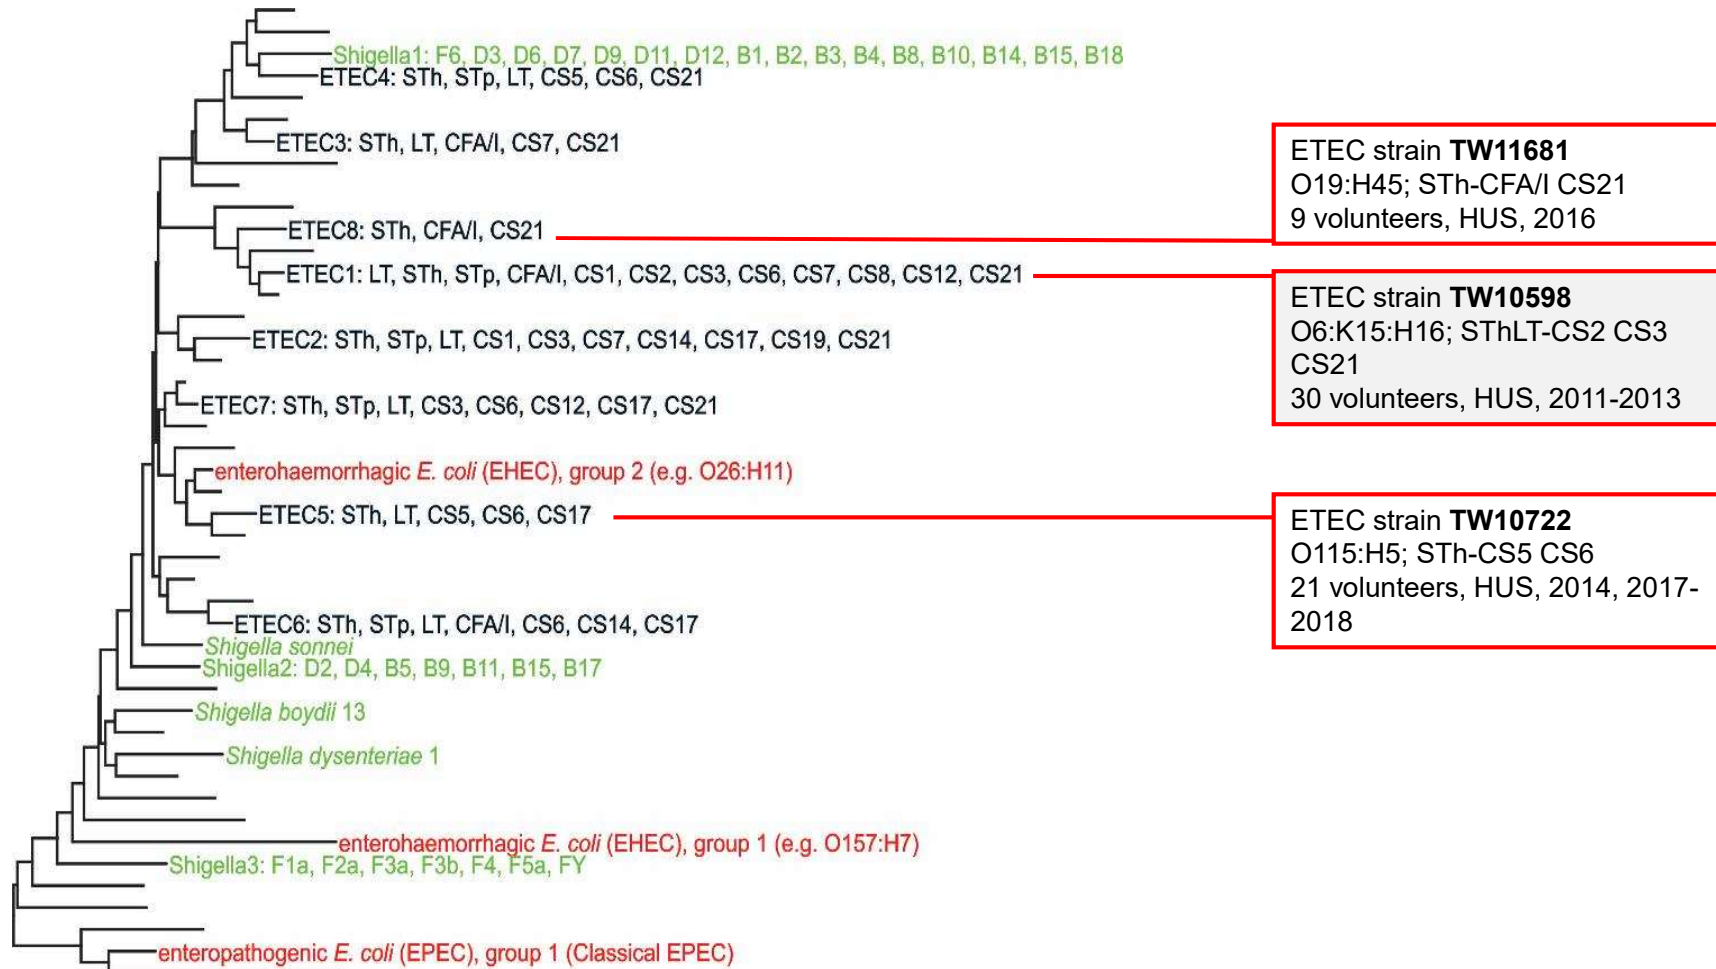 Shigella1: F6, D3, D6, D7, D9, D11, D12, B1, B2, B3, B4, B8, B10, B14, B15, B18
ETEC4: STh, STp, LT, CS5, CS6, CS21
ETEC3: STh, LT, CFA/I, CS7, CS21
ETEC8: STh, CFA/I, CS21
ETEC1: LT, STh, STp, CFA/I, CS1, CS2, CS3, CS6, CS7, CS8, CS12, CS21
ETEC2: STh, STp, LT, CS1, CS3, CS7, CS14, CS17, CS19, CS21
ETEC7: STh, STp, LT, CS3, CS6, CS12, CS17, CS21
enterohaemorrhagic E. coli (EHEC), group 2 (e.g. O26:H11)
ETEC5: STh, LT, CS5, CS6, CS17
ETEC6: STh, STp, LT, CFA/I, CS6, CS14, CS17
Shigella sonnei
Shigella2: D2, D4, B5, B9, B11, B15, B17
Shigella boydii 13
Shigella dysenteriae 1
enterohaemorrhagic E. coli (EHEC), group 1 (e.g. O157:H7)
Shigella3: F1a, F2a, F3a, F3b, F4, F5a, FY
enteropathogenic E. coli (EPEC), group 1 (Classical EPEC)
ETEC strain TW11681
O19:H45; STh-CFA/I CS21
9 volunteers, HUS, 2016
ETEC strain TW10598
O6:K15:H16; SThLT-CS2 CS3
CS21
30 volunteers, HUS, 2011-2013
ETEC strain TW10722
O115:H5; STh-CS5 CS6
21 volunteers, HUS, 2014, 2017-
2018